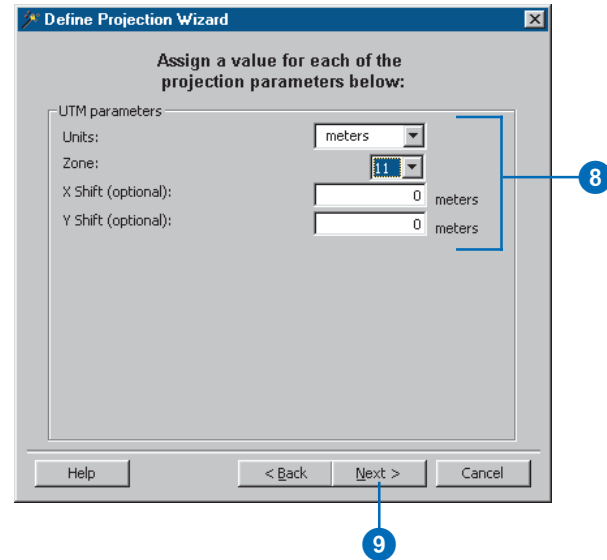 Define Projection Wizard
Assign a value for each of the
projection parameters below:
UTM parameters
Units: meters
Zone: 11
X Shift (optional): 0 meters
Y Shift (optional): 0 meters
8
Help < Back Next > Cancel
9